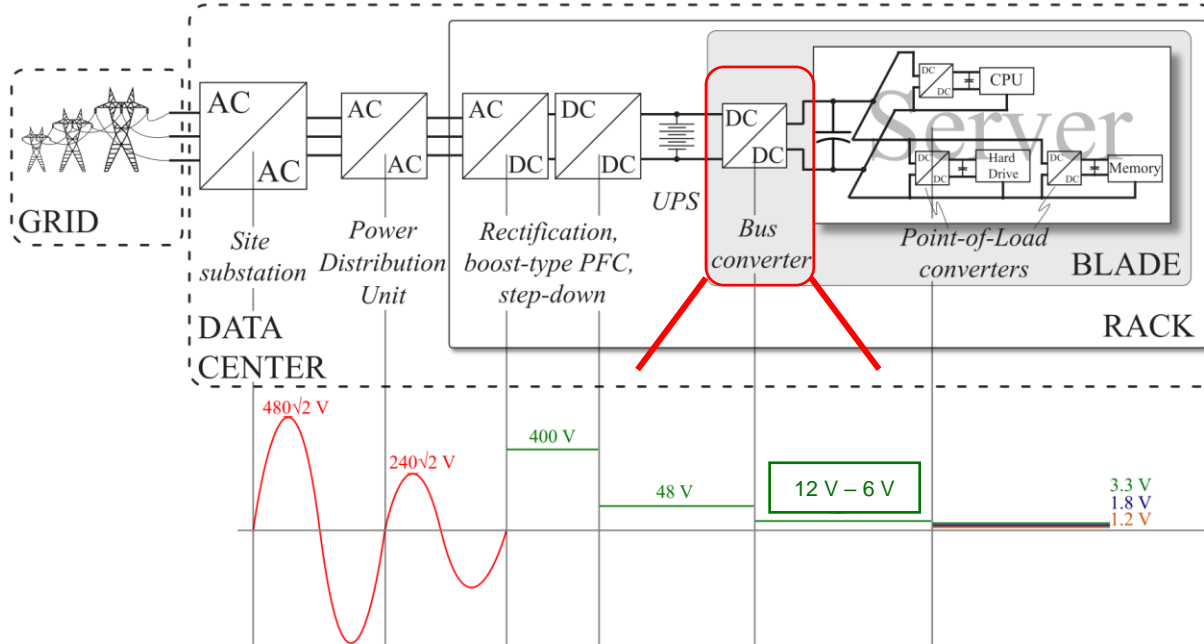 GRID
DATA
CENTER
AC
AC
AC
AC
AC
DC
DC
DC
DC
DC
UPS
Server
DC
DC
CPU
DC
DC
Hard
Drive
DC
DC
Memory
Site
substation
Power
Distribution
Unit
Rectification,
boost-type PFC,
step-down
Bus
converter
Point-of-Load
converters
BLADE
RACK
480√2 V
240√2 V
400 V
48 V
12 V – 6 V
3.3 V
1.8 V
1.2 V